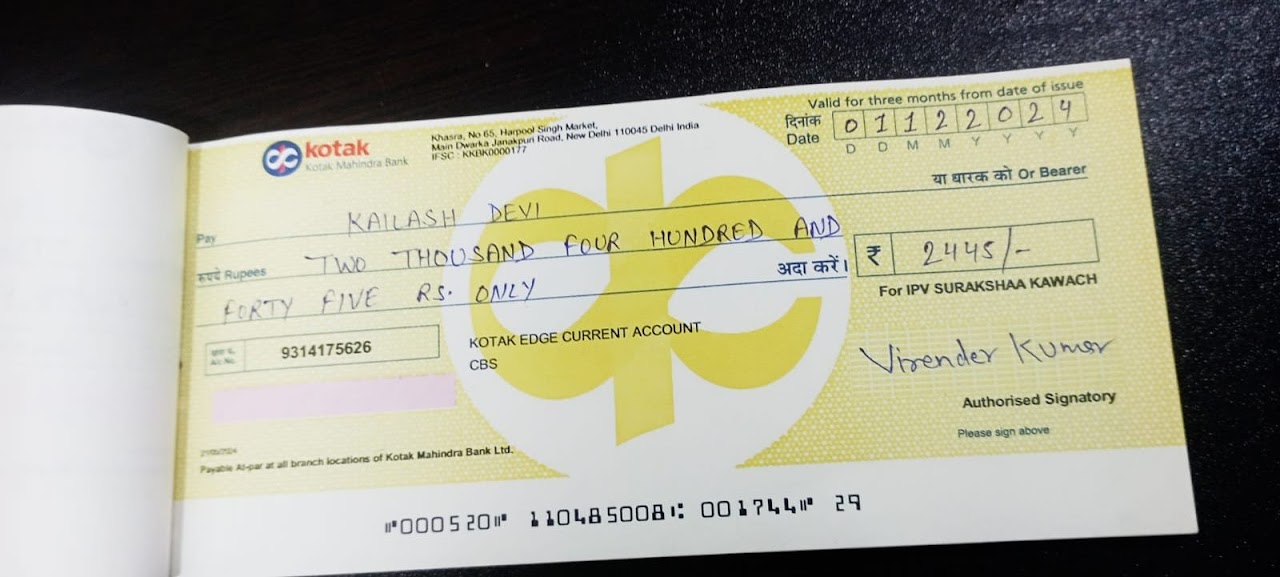 Valid for three months from date of issue
kotak
Kotak Mahindra Bank
Khasra, No 65, Harpool Singh Market,
Main Dwarka Janakpuri Road, New Delhi 110045 Delhi India
IFSC : KKBK0000177
दिनांक
Date
0 1 1 2 2 0 2 4
D D M M Y Y Y Y
Pay KAILASH DEVI या धारक को Or Bearer
रुपये Rupees TWO THOUSAND FOUR HUNDRED AND
FORTY FIVE RS. ONLY अदा करें।
₹ 2445/-
For IPV SURAKSHAA KAWACH
A/c No. 9314175626
KOTAK EDGE CURRENT ACCOUNT
CBS
Virender Kumar
Authorised Signatory
Please sign above
Payable At-par at all branch locations of Kotak Mahindra Bank Ltd.
⑈000520⑈ 110485008⑆ 001744⑈ 29